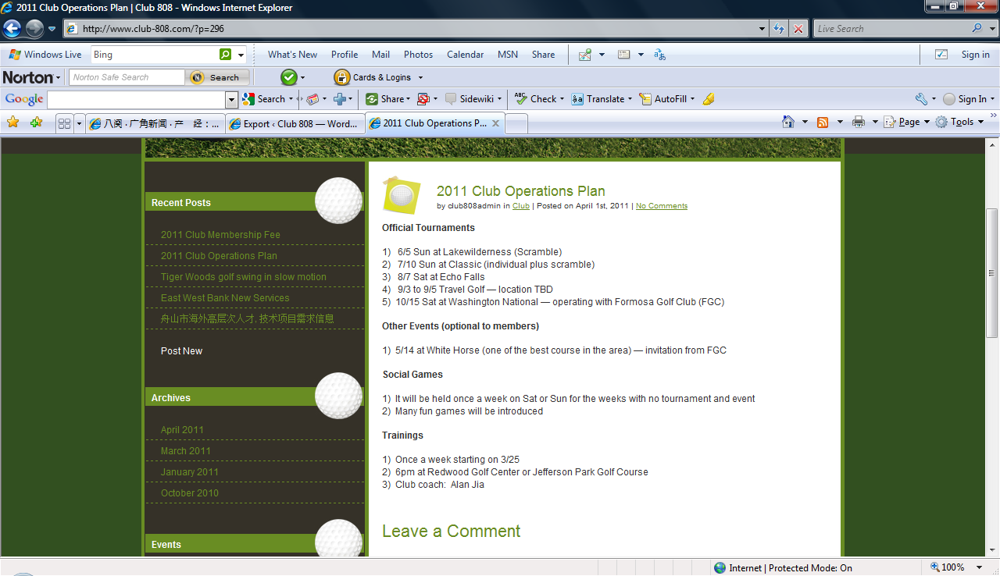 2011 Club Operations Plan | Club 808 - Windows Internet Explorer
http://www.club-808.com/?p=296
Live Search
Windows Live
Bing
What's New Profile Mail Photos Calendar MSN Share
Sign in
Norton
Norton Safe Search
Search
Cards & Logins
Google
Search
Share
Sidewiki
ABC Check
Translate
AutoFill
Sign In
八闽 · 广角新闻 · 产 经：...
Export ‹ Club 808 — Word...
2011 Club Operations P...
Page
Tools
Recent Posts
2011 Club Membership Fee
2011 Club Operations Plan
Tiger Woods golf swing in slow motion
East West Bank New Services
舟山市海外高层次人才, 技术项目需求信息
Post New
Archives
April 2011
March 2011
January 2011
October 2010
Events
2011 Club Operations Plan
by club808admin in Club | Posted on April 1st, 2011 | No Comments
Official Tournaments
1) 6/5 Sun at Lakewilderness (Scramble)
2) 7/10 Sun at Classic (individual plus scramble)
3) 8/7 Sat at Echo Falls
4) 9/3 to 9/5 Travel Golf — location TBD
5) 10/15 Sat at Washington National — operating with Formosa Golf Club (FGC)
Other Events (optional to members)
1) 5/14 at White Horse (one of the best course in the area) — invitation from FGC
Social Games
1) It will be held once a week on Sat or Sun for the weeks with no tournament and event
2) Many fun games will be introduced
Trainings
1) Once a week starting on 3/25
2) 6pm at Redwood Golf Center or Jefferson Park Golf Course
3) Club coach: Alan Jia
Leave a Comment
Internet | Protected Mode: On
100%